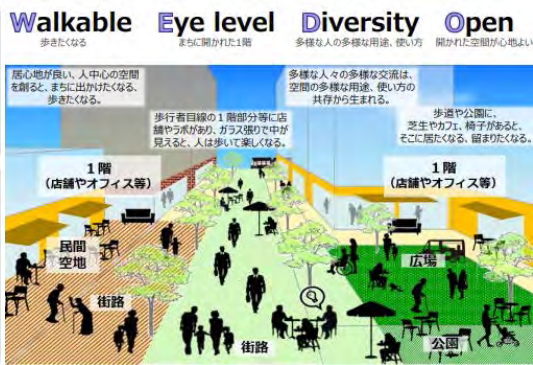 Walkable
歩きたくなる
Eye level
まちに開かれた1階
Diversity
多様な人の多様な用途、使い方
Open
開かれた空間が心地よい
居心地が良い、人中心の空間
を創ると、まちに出かけたくなる、
歩きたくなる。
歩行者目線の1階部分等に店
舗やラボがあり、ガラス張りで中が
見えると、人は歩いて楽しくなる。
多様な人々の多様な交流は、
空間の多様な用途、使い方の
共存から生まれる。
歩道や公園に、
芝生やカフェ、椅子があると、
そこに居たくなる、留まりたくなる。
1階
(店舗やオフィス等)
1階
(店舗やオフィス等)
民間
空地
広場
街路
街路
公園